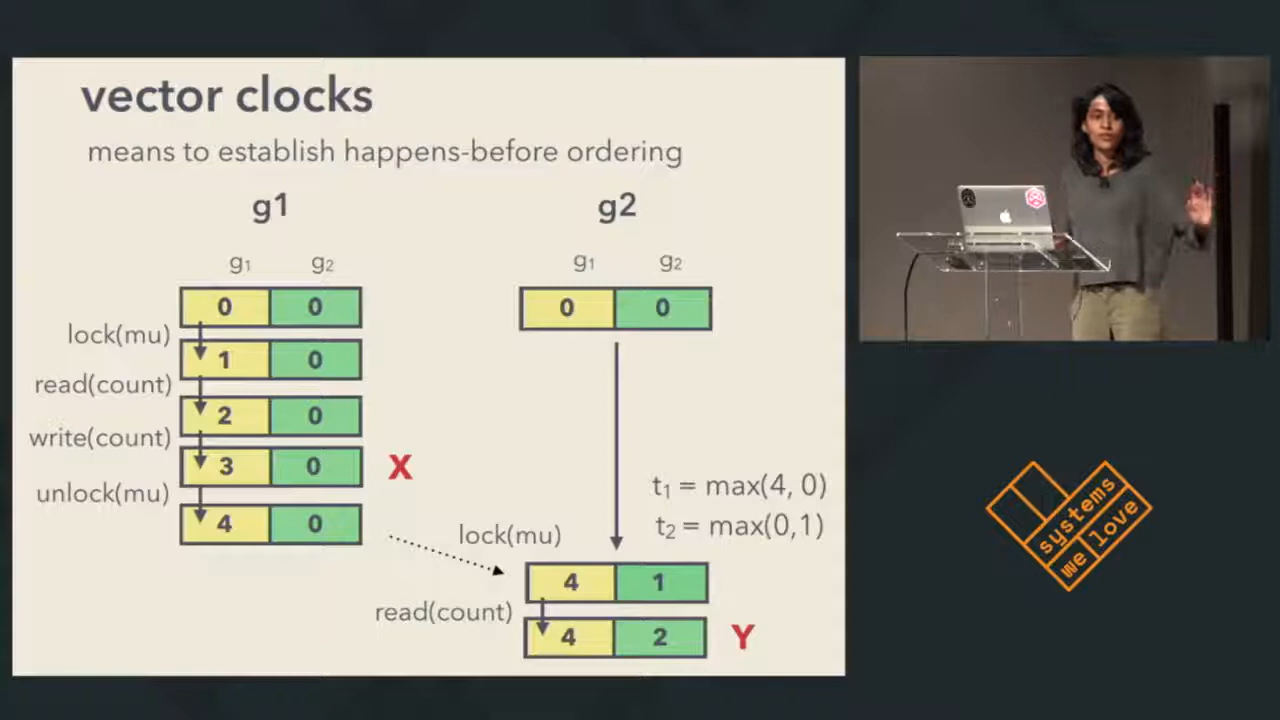 vector clocks
means to establish happens-before ordering
g1 g2
g1 g2 g1 g2
0 0 0 0
lock(mu)
1 0
read(count)
2 0
write(count)
3 0 X
t1 = max(4, 0)
unlock(mu)
4 0
t2 = max(0,1)
lock(mu)
4 1
read(count)
4 2 Y
systems
we love